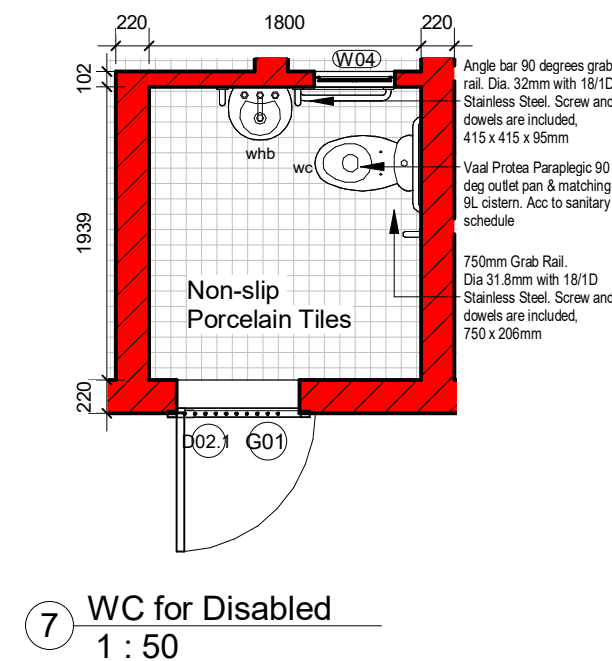 220 1800 220
102
1939
220
W04
whb
wc
Non-slip
Porcelain Tiles
D02.1 G01
Angle bar 90 degrees grab
rail. Dia. 32mm with 18/1D
Stainless Steel. Screw and
dowels are included,
415 x 415 x 95mm
Vaal Protea Paraplegic 90
deg outlet pan & matching
9L cistern. Acc to sanitary
schedule
750mm Grab Rail.
Dia 31.8mm with 18/1D
Stainless Steel. Screw and
dowels are included,
750 x 206mm
7 WC for Disabled
1 : 50